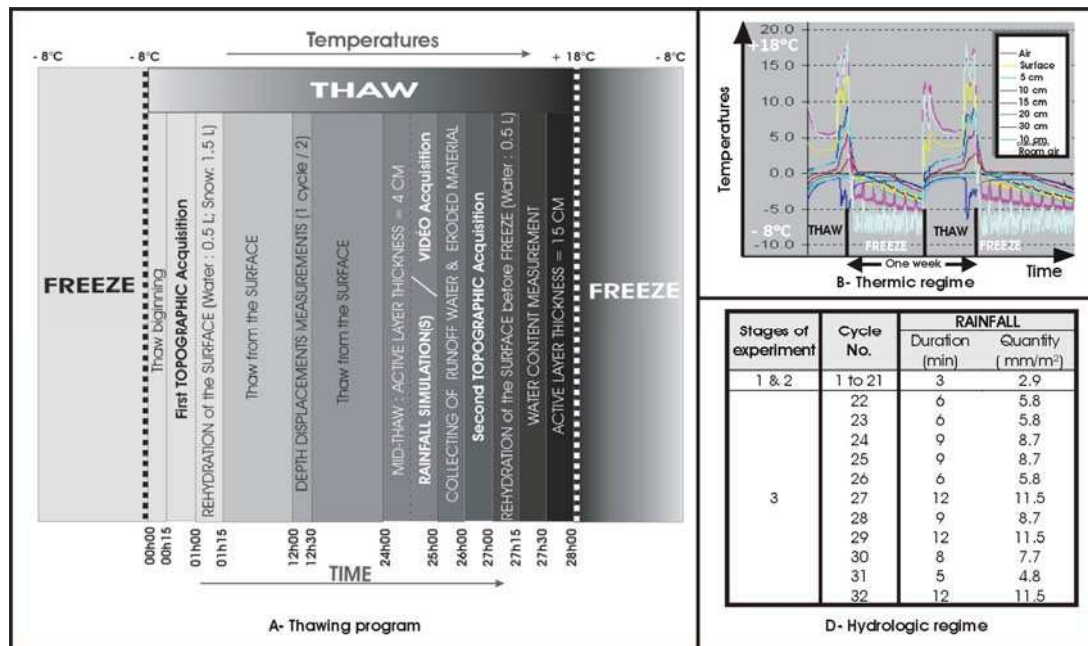 Temperatures
- 8°C
- 8°C
+ 18°C
- 8°C
THAW
FREEZE
Thaw biginning
First TOPOGRAPHIC Acquisition
REHYDRATION of the SURFACE (Water : 0.5 L; Snow: 1.5 L)
Thaw from the SURFACE
DEPTH DISPLACEMENTS MEASUREMENTS (1 cycle / 2)
Thaw from the SURFACE
MID-THAW : ACTIVE LAYER THICKNESS = 4 CM
RAINFALL SIMULATION(S) / VIDÉO Acquisition
COLLECTING OF RUNOFF WATER & ERODED MATERIAL
Second TOPOGRAPHIC Acquisition
REHYDRATION of the SURFACE before FREEZE (Water : 0.5 L)
WATER CONTENT MEASUREMENT
ACTIVE LAYER THICKNESS = 15 CM
FREEZE
00h00
00h15
01h00
01h15
12h00
12h30
24h00
25h00
26h00
27h00
27h15
27h30
28h00
TIME
A- Thawing program
20.0
+18°C
15.0
10.0
5.0
0.0
-5.0
- 8°C
-10.0
Temperatures
Air
Surface
5 cm
10 cm
15 cm
20 cm
30 cm
10 cm
Room air
THAW
FREEZE
THAW
FREEZE
One week
Time
B- Thermic regime
Stages of experiment Cycle No. RAINFALL
Duration (min) Quantity (mm/m²)
1 & 2 1 to 21 3 2.9
22 6 5.8
23 6 5.8
24 9 8.7
25 9 8.7
26 6 5.8
3 27 12 11.5
28 9 8.7
29 12 11.5
30 8 7.7
31 5 4.8
32 12 11.5
D- Hydrologic regime